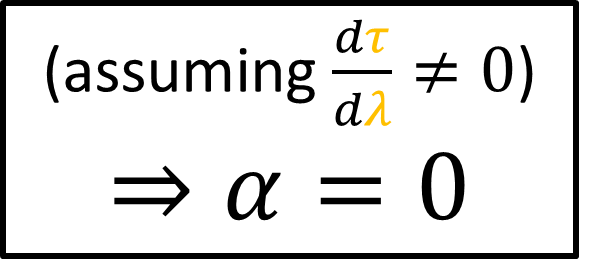 (assuming dτ/dλ ≠ 0)
⇒ α = 0